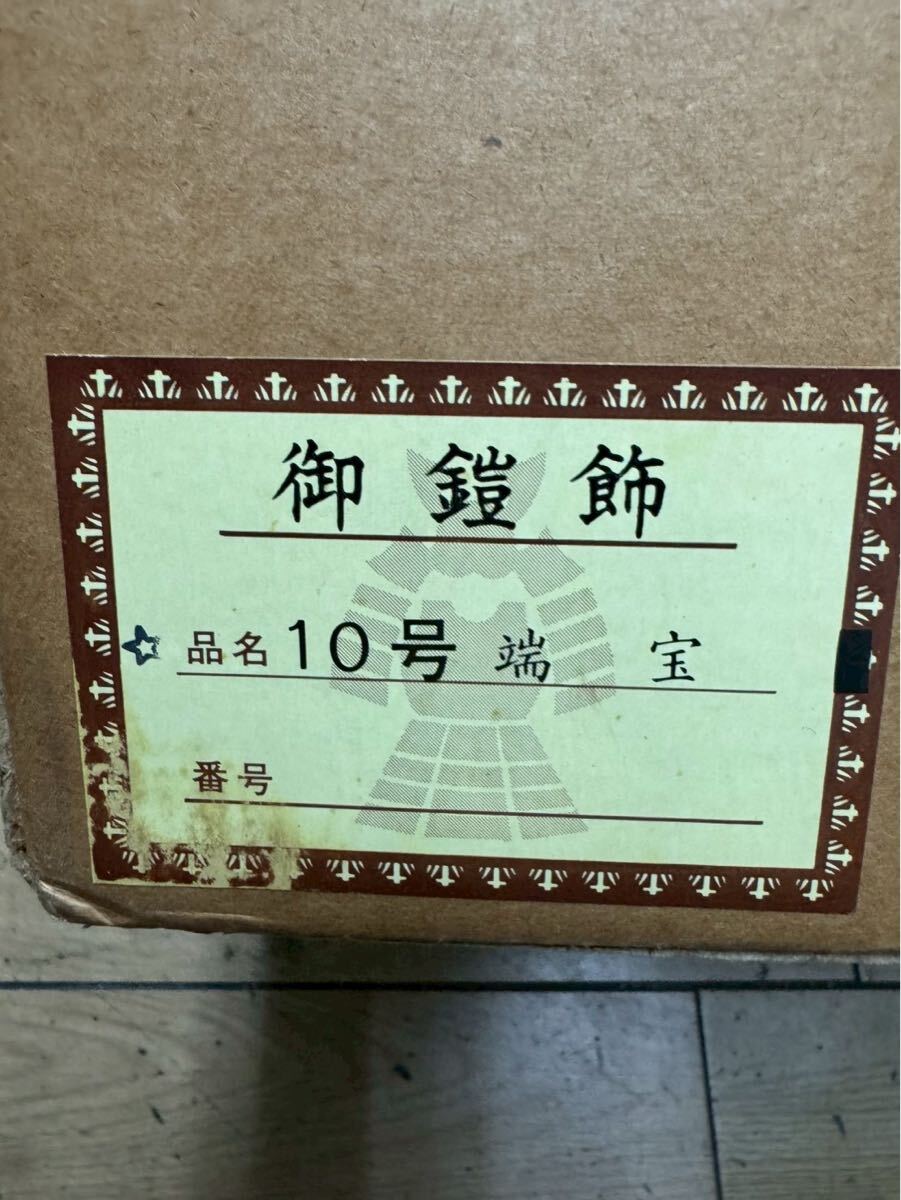 御鎧飾
品名 10号 端 宝
番号